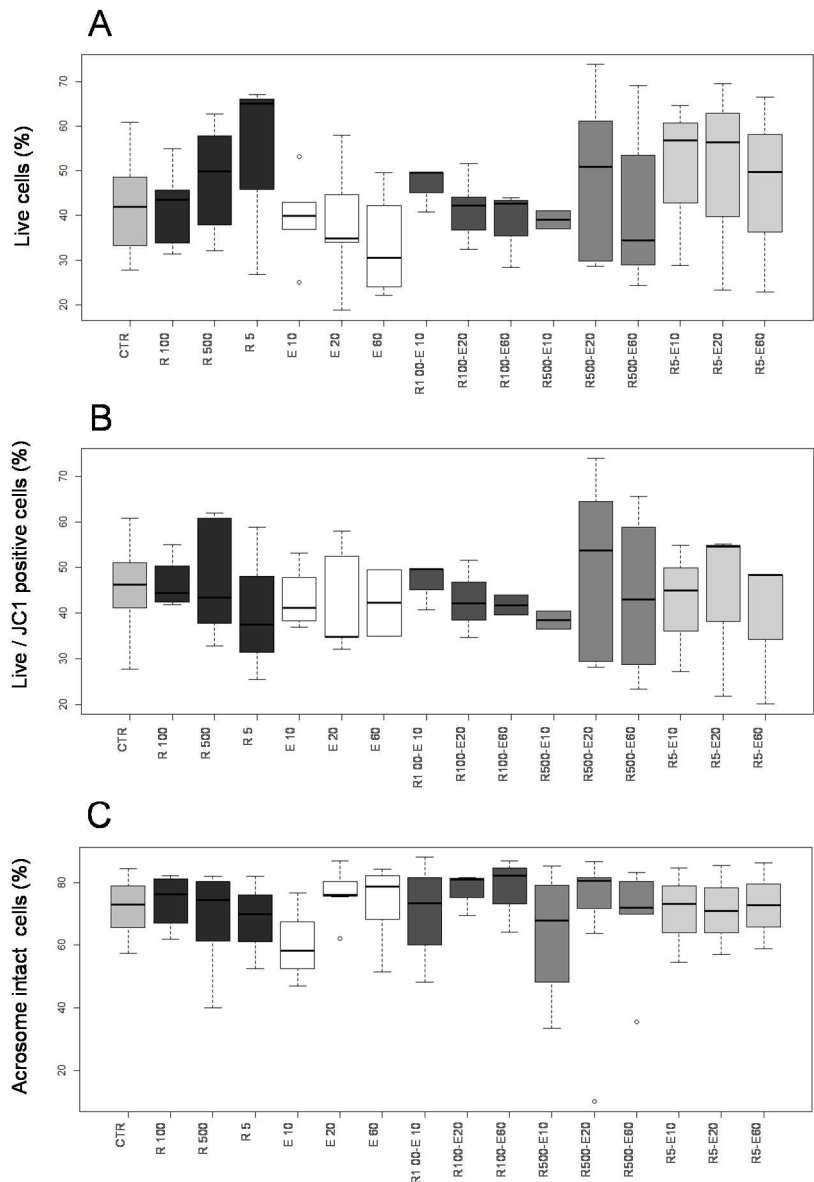 A
Live cells (%)
70
60
50
40
30
20
CTR
R 100
R 500
R 5
E 10
E 20
E 60
R1 00-E 10
R100-E20
R100-E60
R500-E10
R500-E20
R500-E60
R5-E10
R5-E20
R5-E60
B
Live / JC1 positive cells (%)
70
60
50
40
30
20
CTR
R 100
R 500
R 5
E 10
E 20
E 60
R1 00-E 10
R100-E20
R100-E60
R500-E10
R500-E20
R500-E60
R5-E10
R5-E20
R5-E60
C
Acrosome intact cells (%)
80
60
40
20
CTR
R 100
R 500
R 5
E 10
E 20
E 60
R1 00-E 10
R100-E20
R100-E60
R500-E10
R500-E20
R500-E60
R5-E10
R5-E20
R5-E60